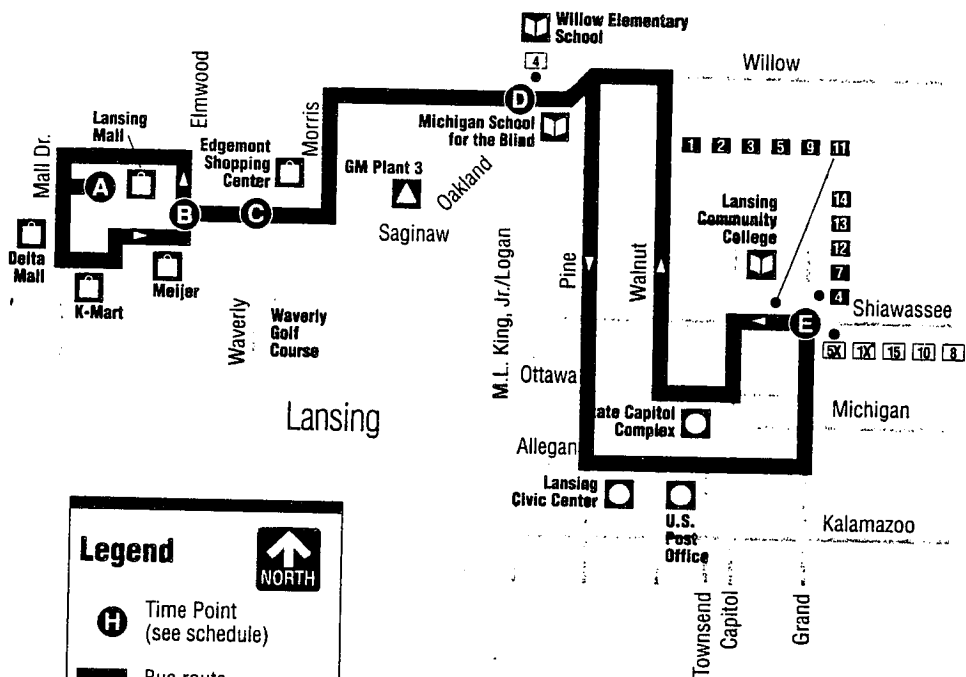 Willow Elementary
School
4
Willow
D
Michigan School
for the Blind
Elmwood
Lansing
Mall
Mall Dr.
A
Edgemont
Shopping
Center
Morris
GM Plant 3
Oakland
Saginaw
B
C
Delta
Mall
K-Mart
Meijer
Waverly
Waverly
Golf
Course
M.L. King, Jr./Logan
Pine
Walnut
1 2 3 5 9 11
14
13
12
7
4
Lansing
Community
College
Shiawassee
E
5X 1X 15 10 8
Ottawa
Michigan
ate Capitol
Complex
Allegan
Lansing
Civic Center
U.S.
Post
Office
Kalamazoo
Townsend
Capitol
Grand
Lansing
Legend
NORTH
H
Time Point
(see schedule)
Bus route